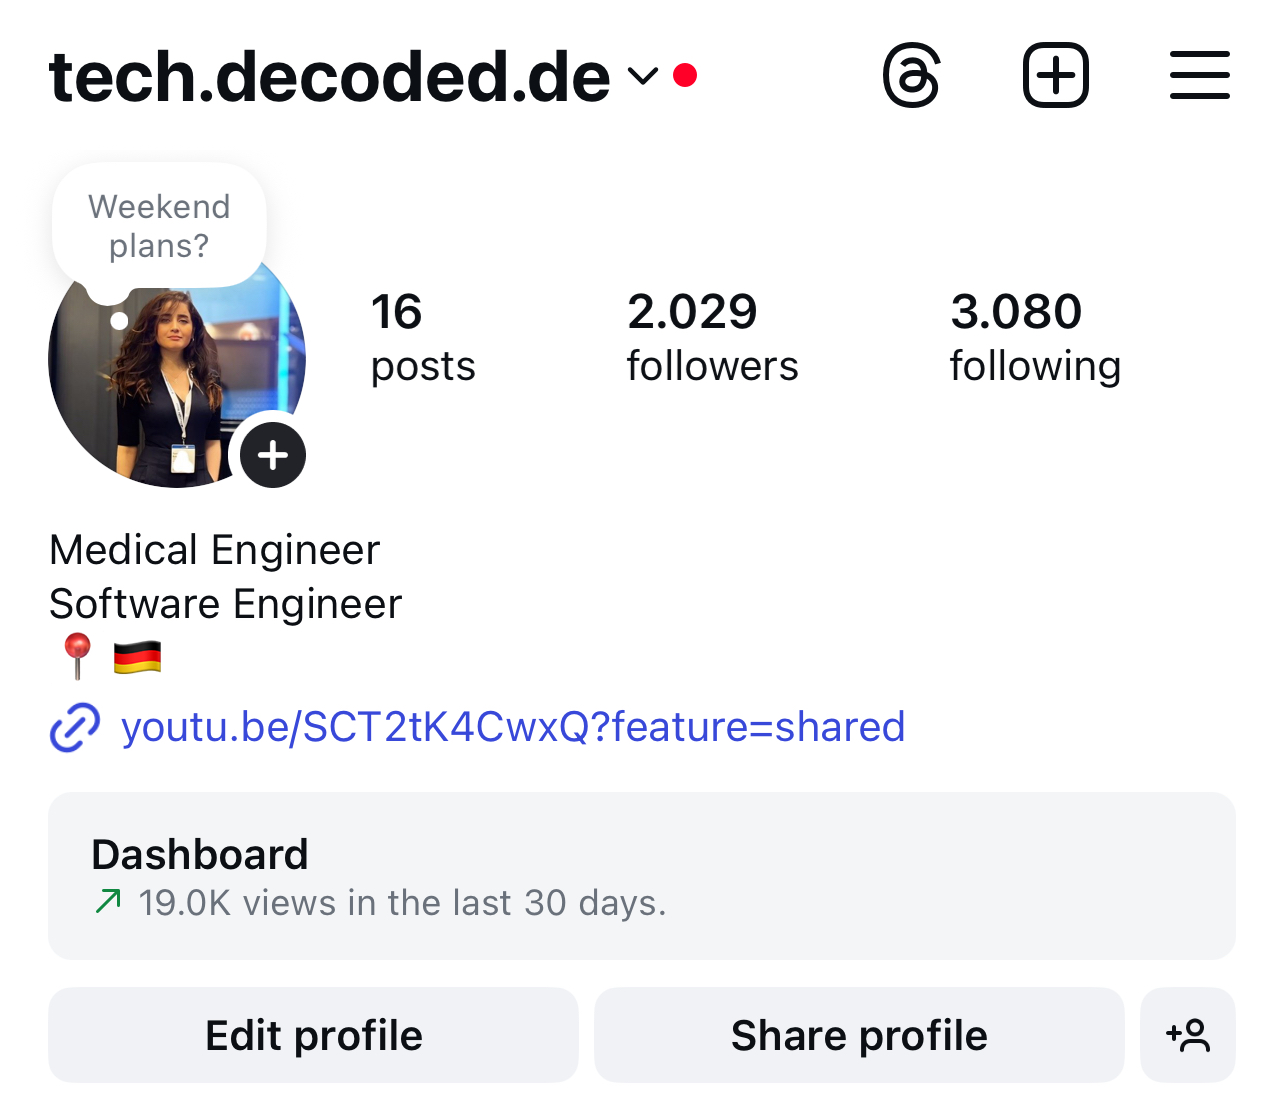 tech.decoded.de
Weekend
plans?
16
posts
2.029
followers
3.080
following
Medical Engineer
Software Engineer
📍 🇩🇪
youtu.be/SCT2tK4CwxQ?feature=shared
Dashboard
19.0K views in the last 30 days.
Edit profile
Share profile